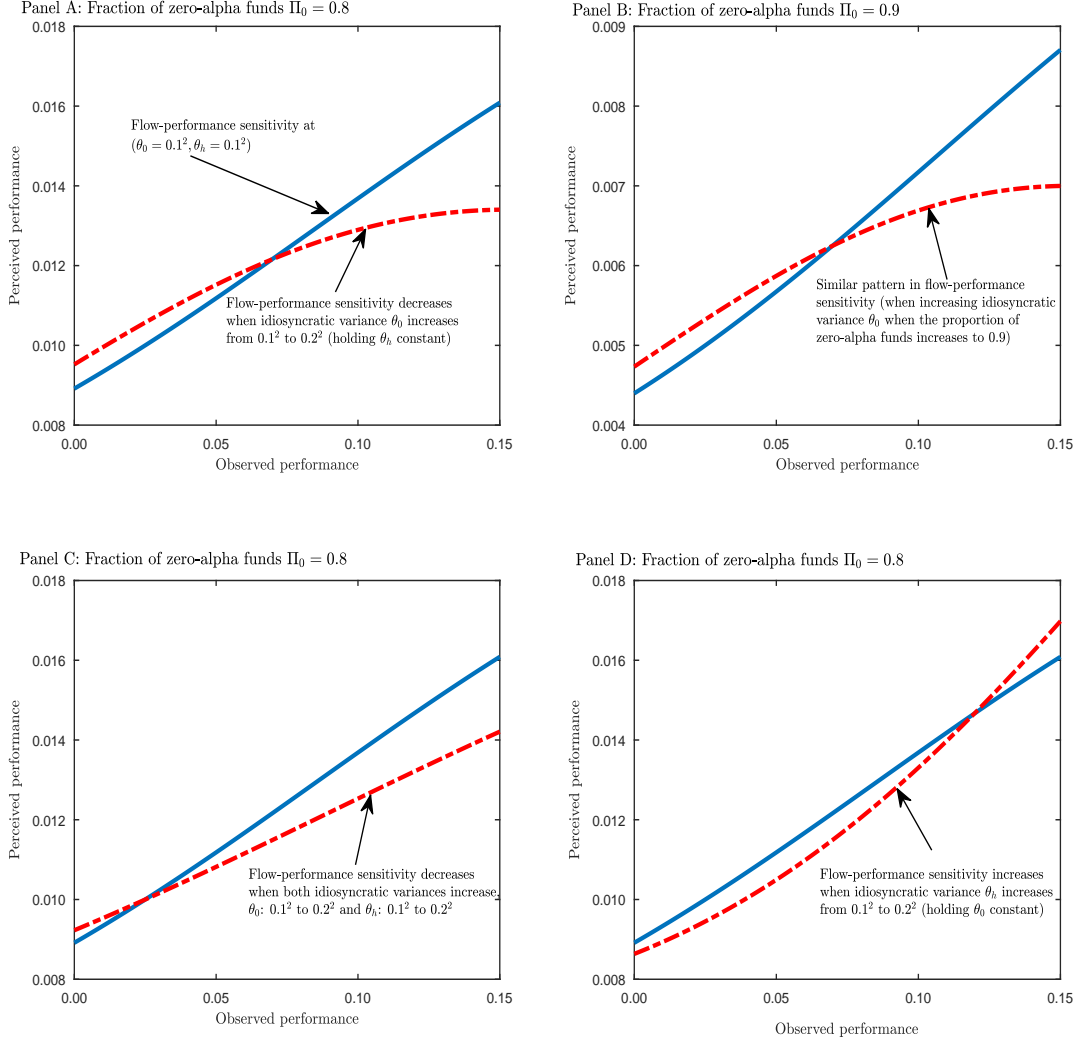 Panel A: Fraction of zero-alpha funds Π₀ = 0.8
0.018
0.016
0.014
0.012
0.010
0.008
Perceived performance
Flow-performance sensitivity at
(θ₀ = 0.1², θₕ = 0.1²)
Flow-performance sensitivity decreases
when idiosyncratic variance θ₀ increases
from 0.1² to 0.2² (holding θₕ constant)
0.00 0.05 0.10 0.15
Observed performance
Panel B: Fraction of zero-alpha funds Π₀ = 0.9
0.009
0.008
0.007
0.006
0.005
0.004
Perceived performance
Similar pattern in flow-performance
sensitivity (when increasing idiosyncratic
variance θ₀ when the proportion of
zero-alpha funds increases to 0.9)
0.00 0.05 0.10 0.15
Observed performance
Panel C: Fraction of zero-alpha funds Π₀ = 0.8
0.018
0.016
0.014
0.012
0.010
0.008
Perceived performance
Flow-performance sensitivity decreases
when both idiosyncratic variances increase,
θ₀: 0.1² to 0.2² and θₕ: 0.1² to 0.2²
0.00 0.05 0.10 0.15
Observed performance
Panel D: Fraction of zero-alpha funds Π₀ = 0.8
0.018
0.016
0.014
0.012
0.010
0.008
Perceived performance
Flow-performance sensitivity increases
when idiosyncratic variance θₕ increases
from 0.1² to 0.2² (holding θ₀ constant)
0.00 0.05 0.10 0.15
Observed performance